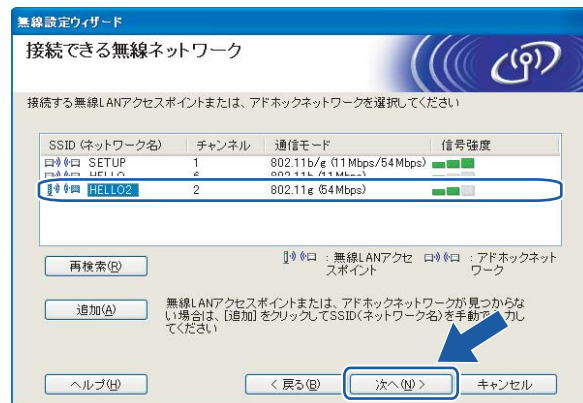 無線設定ウィザード
接続できる無線ネットワーク
接続する無線LANアクセスポイントまたは、アドホックネットワークを選択してください
SSID (ネットワーク名) チャンネル 通信モード 信号強度
SETUP 1 802.11b/g (11Mbps/54Mbps)
HELLO 6 802.11b (11Mbps)
HELLO2 2 802.11g (54Mbps)
再検索(R)
:無線LANアクセスポイント
:アドホックネットワーク
追加(A)
無線LANアクセスポイントまたは、アドホックネットワークが見つからな
い場合は、[追加]をクリックしてSSID(ネットワーク名)を手動で入力し
てください
ヘルプ(H) < 戻る(B) 次へ(N) > キャンセル